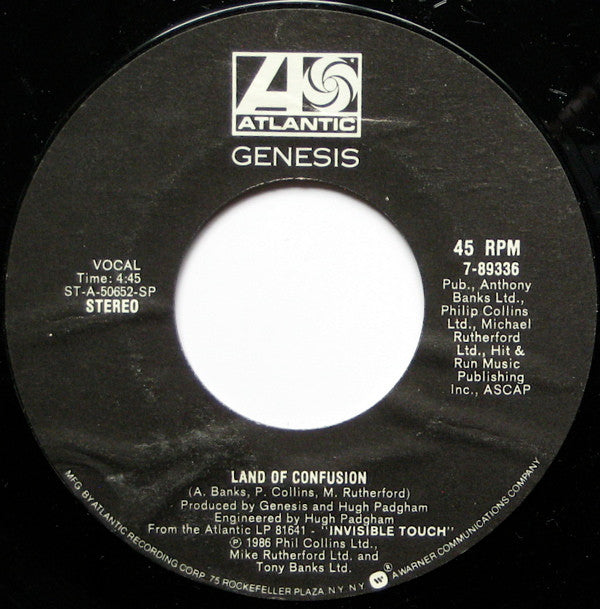 ATLANTIC
GENESIS
VOCAL
Time: 4:45
ST-A-50652-SP
STEREO
45 RPM
7-89336
Pub., Anthony
Banks Ltd.,
Philip Collins
Ltd., Michael
Rutherford
Ltd., Hit &
Run Music
Publishing
Inc., ASCAP
LAND OF CONFUSION
(A. Banks, P. Collins, M. Rutherford)
Produced by Genesis and Hugh Padgham
Engineered by Hugh Padgham
From the Atlantic LP 81641 - "INVISIBLE TOUCH"
℗ 1986 Phil Collins Ltd.,
Mike Rutherford Ltd. and
Tony Banks Ltd.
MFG BY ATLANTIC RECORDING CORP. 75 ROCKEFELLER PLAZA, NY. NY. W ® A WARNER COMMUNICATIONS COMPANY